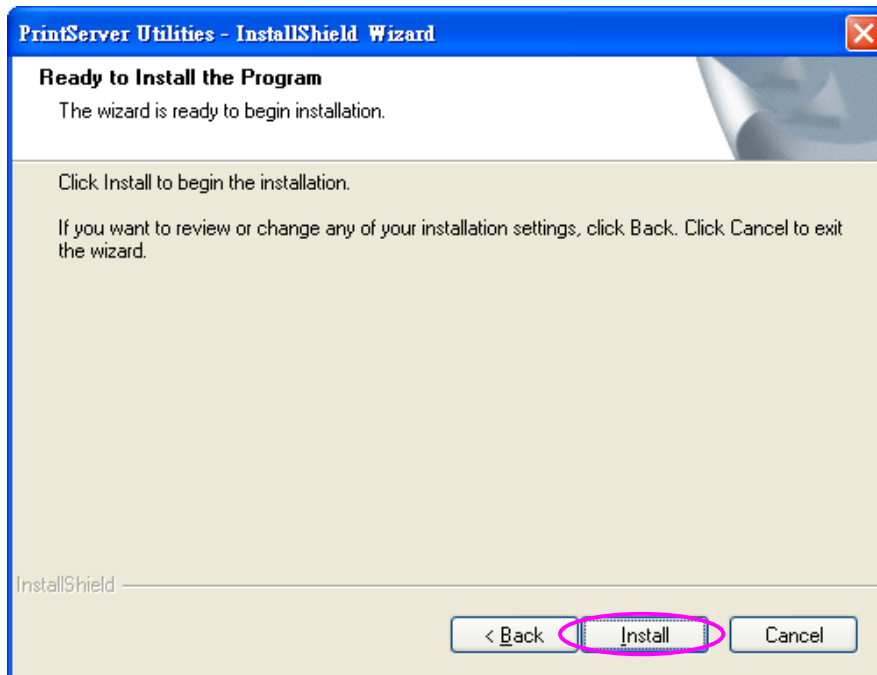 PrintServer Utilities - InstallShield Wizard
Ready to Install the Program
The wizard is ready to begin installation.
Click Install to begin the installation.
If you want to review or change any of your installation settings, click Back. Click Cancel to exit
the wizard.
InstallShield
< Back Install Cancel